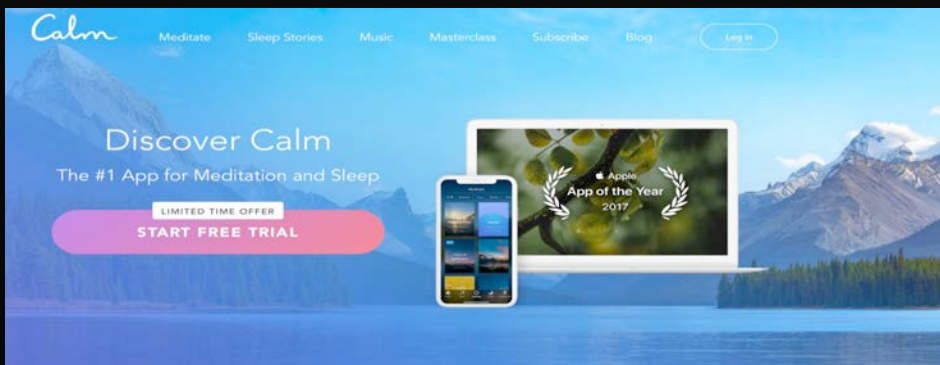 Calm
Meditate Sleep Stories Music Masterclass Subscribe Blog Log in
Discover Calm
The #1 App for Meditation and Sleep
LIMITED TIME OFFER
START FREE TRIAL
Apple
App of the Year
2017